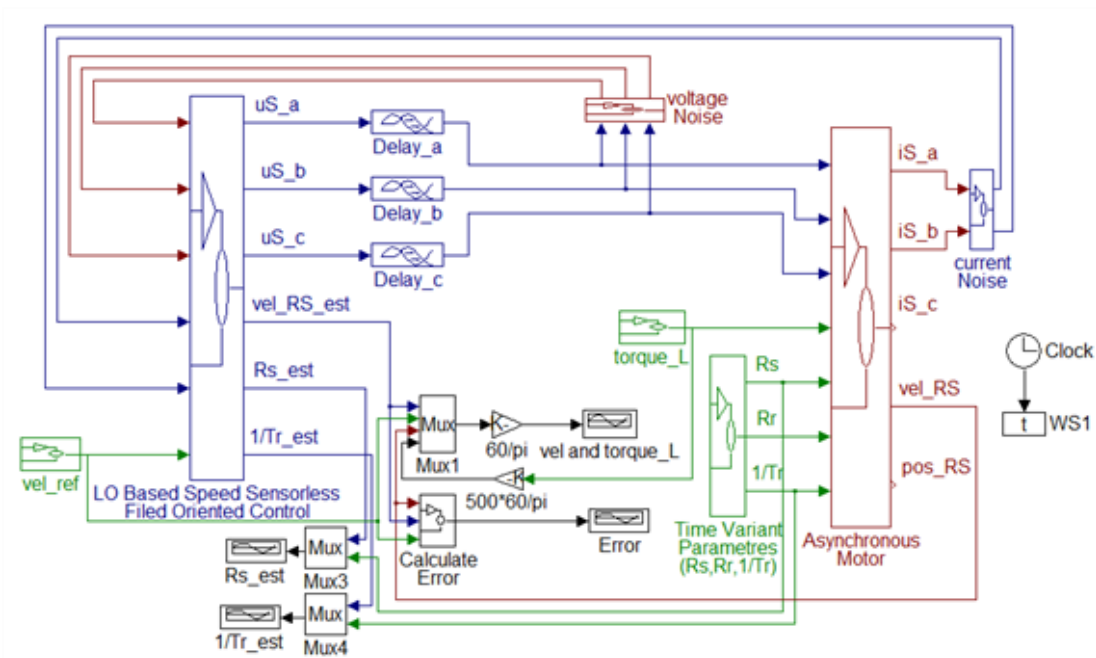 uS_a
Delay_a
voltage
Noise
iS_a
uS_b
Delay_b
iS_b
uS_c
Delay_c
current
Noise
vel_RS_est
iS_c
torque_L
Clock
Rs_est
Rs
vel_RS
Mux
K-
t
WS1
Rr
60/pi
vel and torque_L
Mux1
1/Tr_est
1/Tr
pos_RS
K-
vel_ref
500*60/pi
LO Based Speed Sensorless
Filed Oriented Control
Time Variant
Parametres
(Rs,Rr,1/Tr)
Asynchronous
Motor
Error
Calculate
Error
Mux
Rs_est
Mux3
Mux
1/Tr_est
Mux4